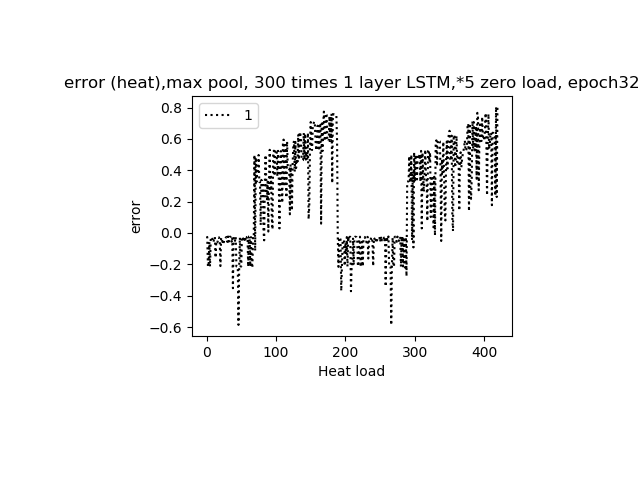 error (heat),max pool, 300 times 1 layer LSTM,*5 zero load, epoch32
1
0.8
0.6
0.4
0.2
0.0
−0.2
−0.4
−0.6
error
0 100 200 300 400
Heat load